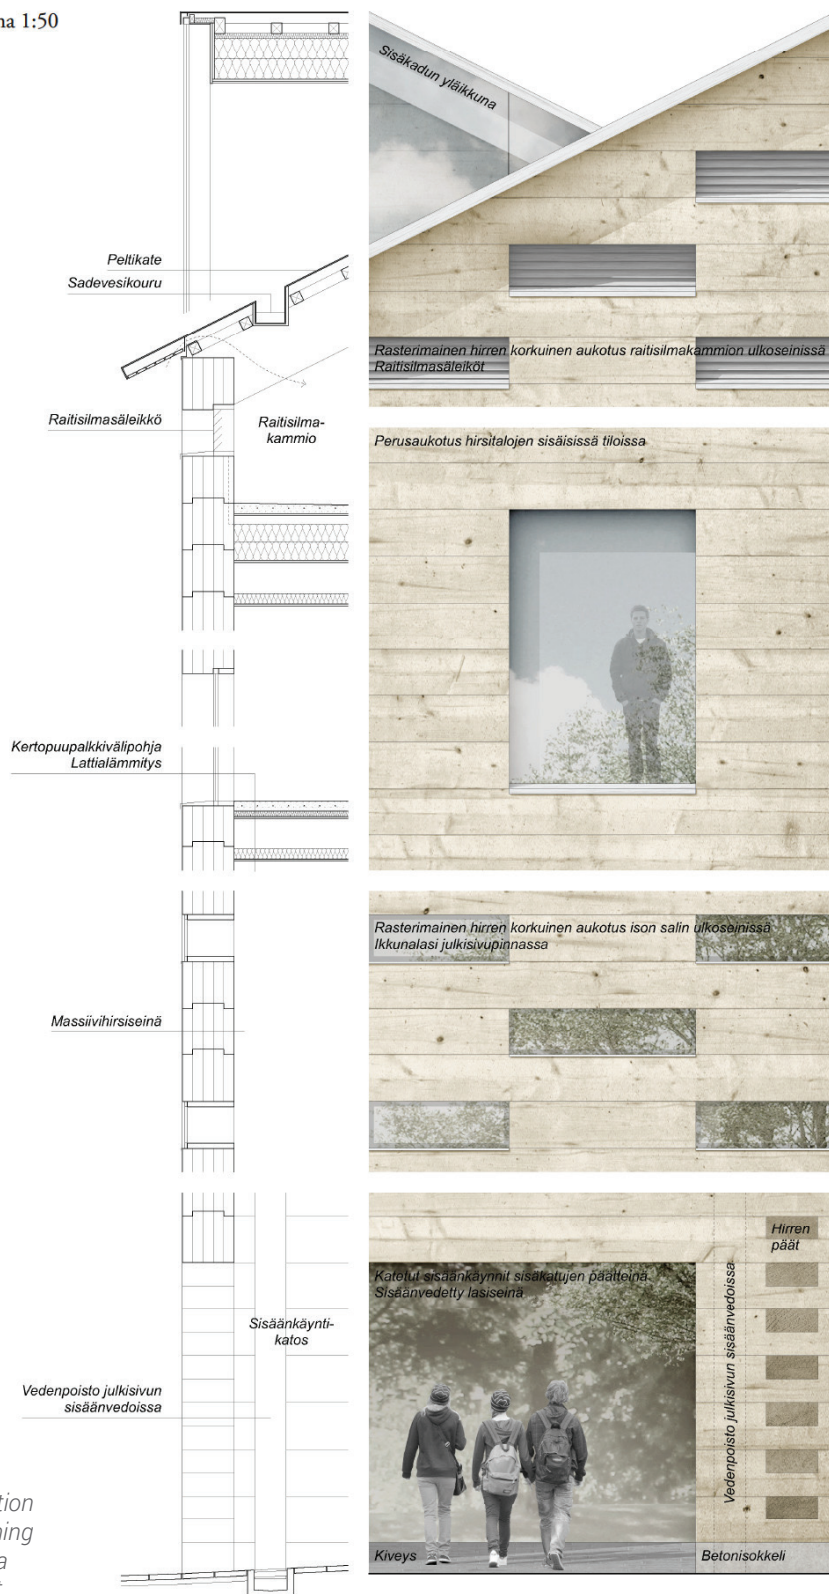 na 1:50
Peltikate
Sadevesikouru
Raitisilmasäleikkö
Raitisilma-
kammio
Kertopuupalkkivälipohja
Lattialämmitys
Massiivihirsiseinä
Sisäänkäynti-
katos
Vedenpoisto julkisivun
sisäänvedoissa
tion
ning
a
Sisäkadun yläikkuna
Rasterimainen hirren korkuinen aukotus raitisilmakammion ulkoseinissä
Raitisilmasäleiköt
Perusaukotus hirsitalojen sisäisissä tiloissa
Rasterimainen hirren korkuinen aukotus ison salin ulkoseinissä
Ikkunalasi julkisivupinnassa
Katetut sisäänkäynnit sisäkatujen päätteinä
Sisäänvedetty lasiseinä
Hirren
päät
Vedenpoisto julkisivun sisäänvedoissa
Kiveys
Betonisokkeli